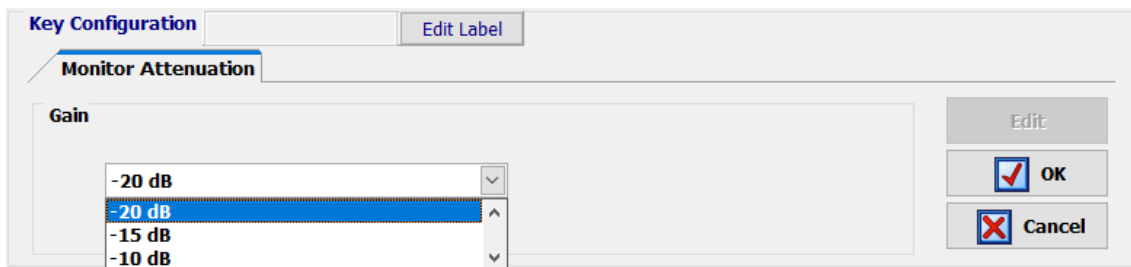 Key Configuration
Edit Label
Monitor Attenuation
Gain
Edit
-20 dB
OK
-20 dB
-15 dB
Cancel
-10 dB